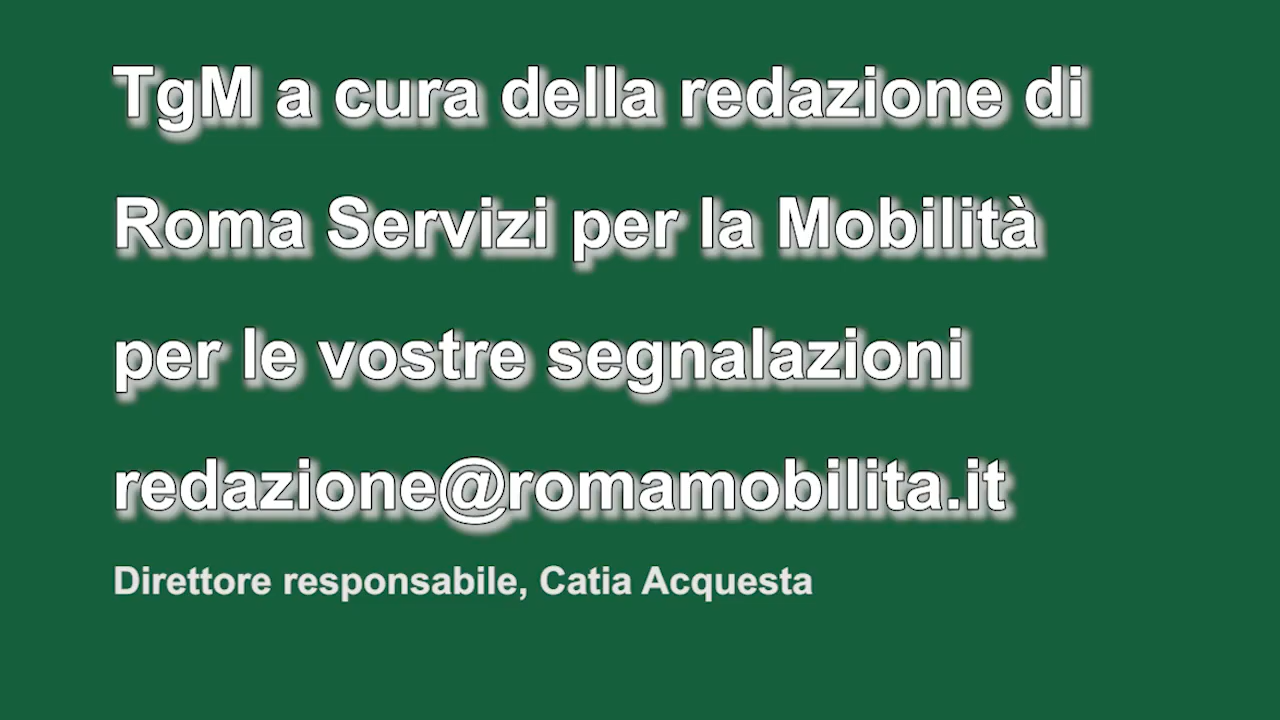 TgM a cura della redazione di
Roma Servizi per la Mobilità
per le vostre segnalazioni
redazione@romamobilita.it
Direttore responsabile, Catia Acquesta